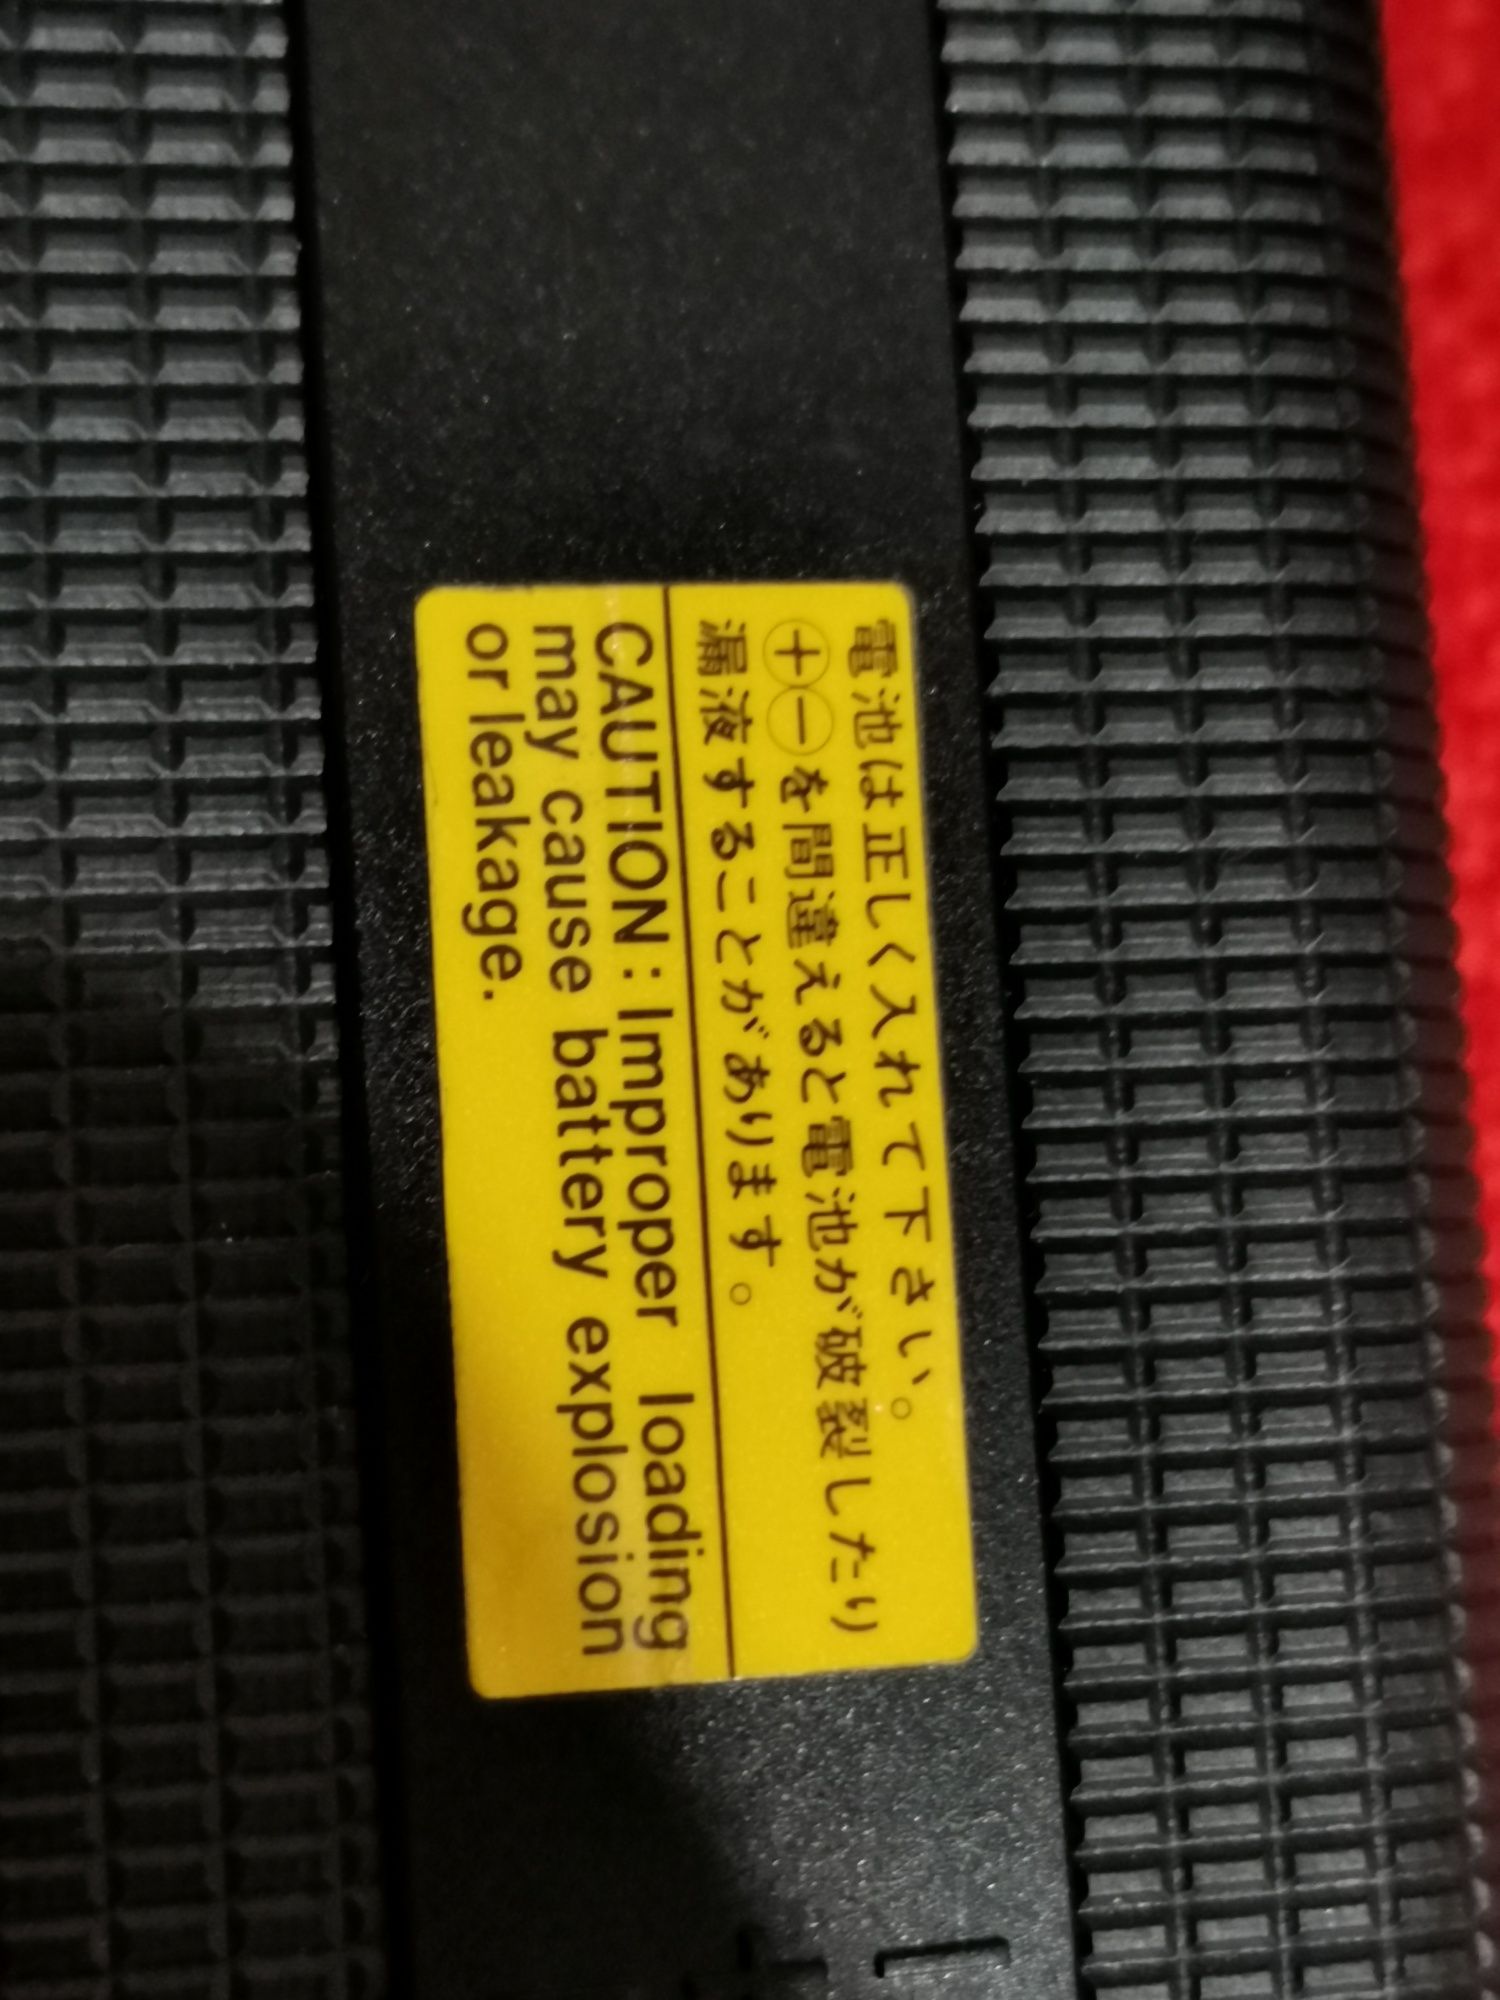 電池は正しく入れて下さい。
⊕⊖を間違えると電池が破裂したり
漏液することがあります。
CAUTION: Improper loading
may cause battery explosion
or leakage.